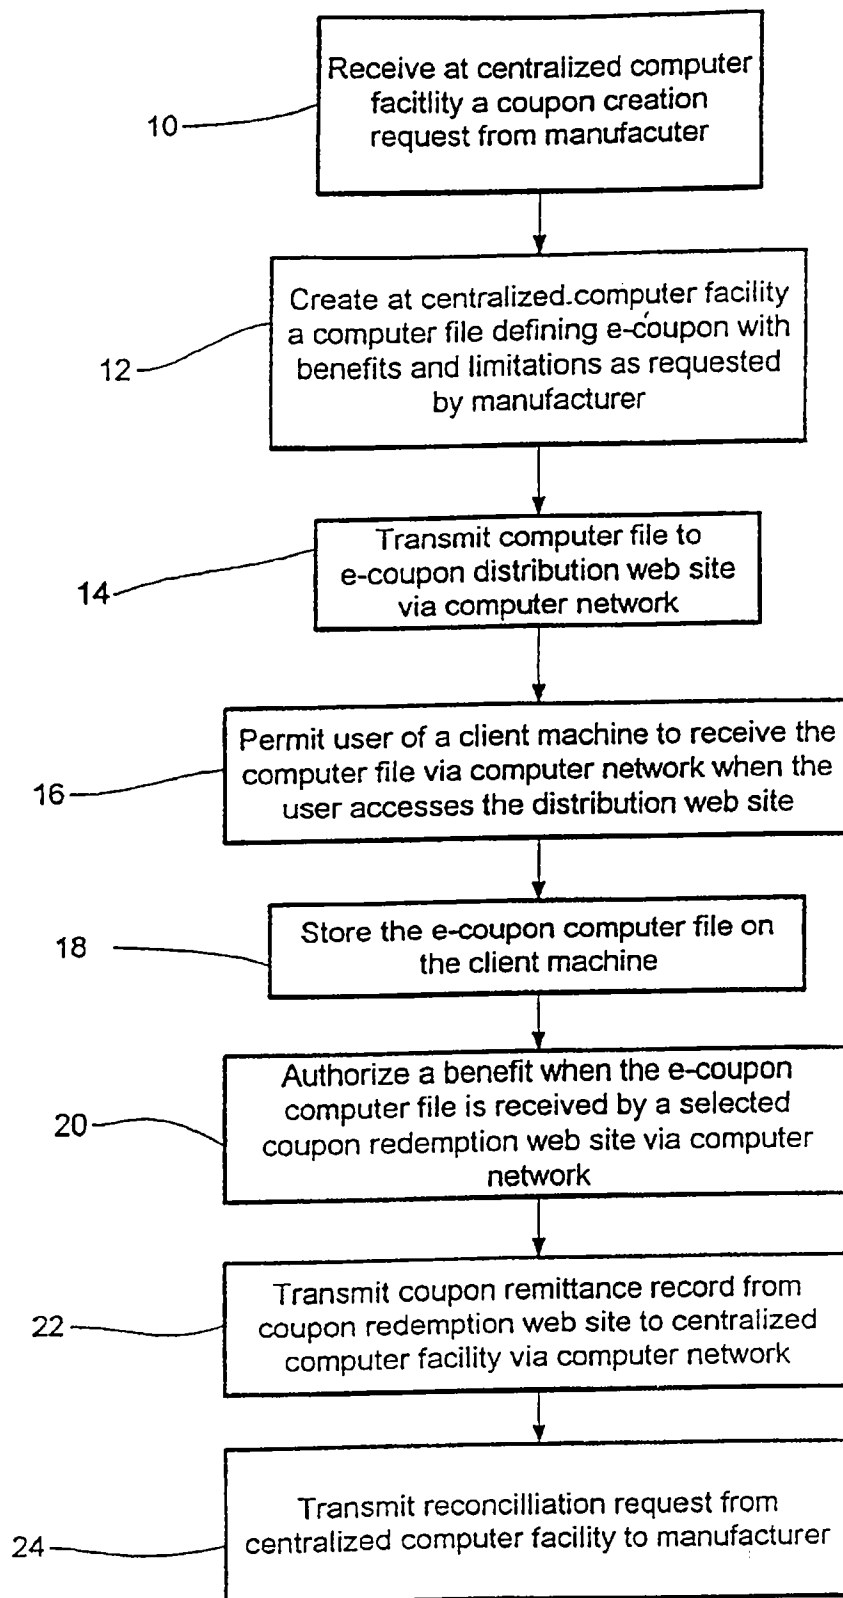 Receive at centralized computer
facitlity a coupon creation
request from manufacuter
10
Create at centralized computer facility
a computer file defining e-coupon with
benefits and limitations as requested
by manufacturer
12
Transmit computer file to
e-coupon distribution web site
via computer network
14
Permit user of a client machine to receive the
computer file via computer network when the
user accesses the distribution web site
16
Store the e-coupon computer file on
the client machine
18
Authorize a benefit when the e-coupon
computer file is received by a selected
coupon redemption web site via computer
network
20
Transmit coupon remittance record from
coupon redemption web site to centralized
computer facility via computer network
22
Transmit reconcilliation request from
centralized computer facility to manufacturer
24